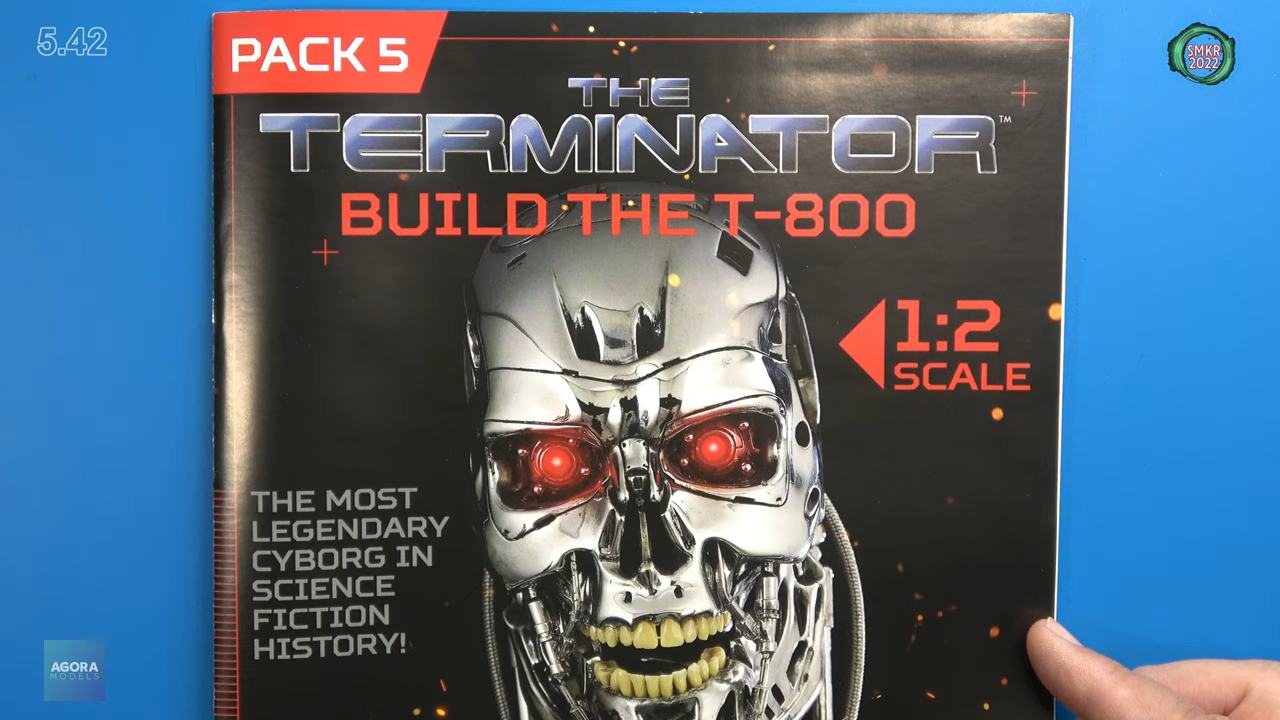 5.42
SMKR
2022
PACK 5
THE
TERMINATOR™
BUILD THE T-800
1:2
SCALE
THE MOST
LEGENDARY
CYBORG IN
SCIENCE
FICTION
HISTORY!
AGORA
MODELS